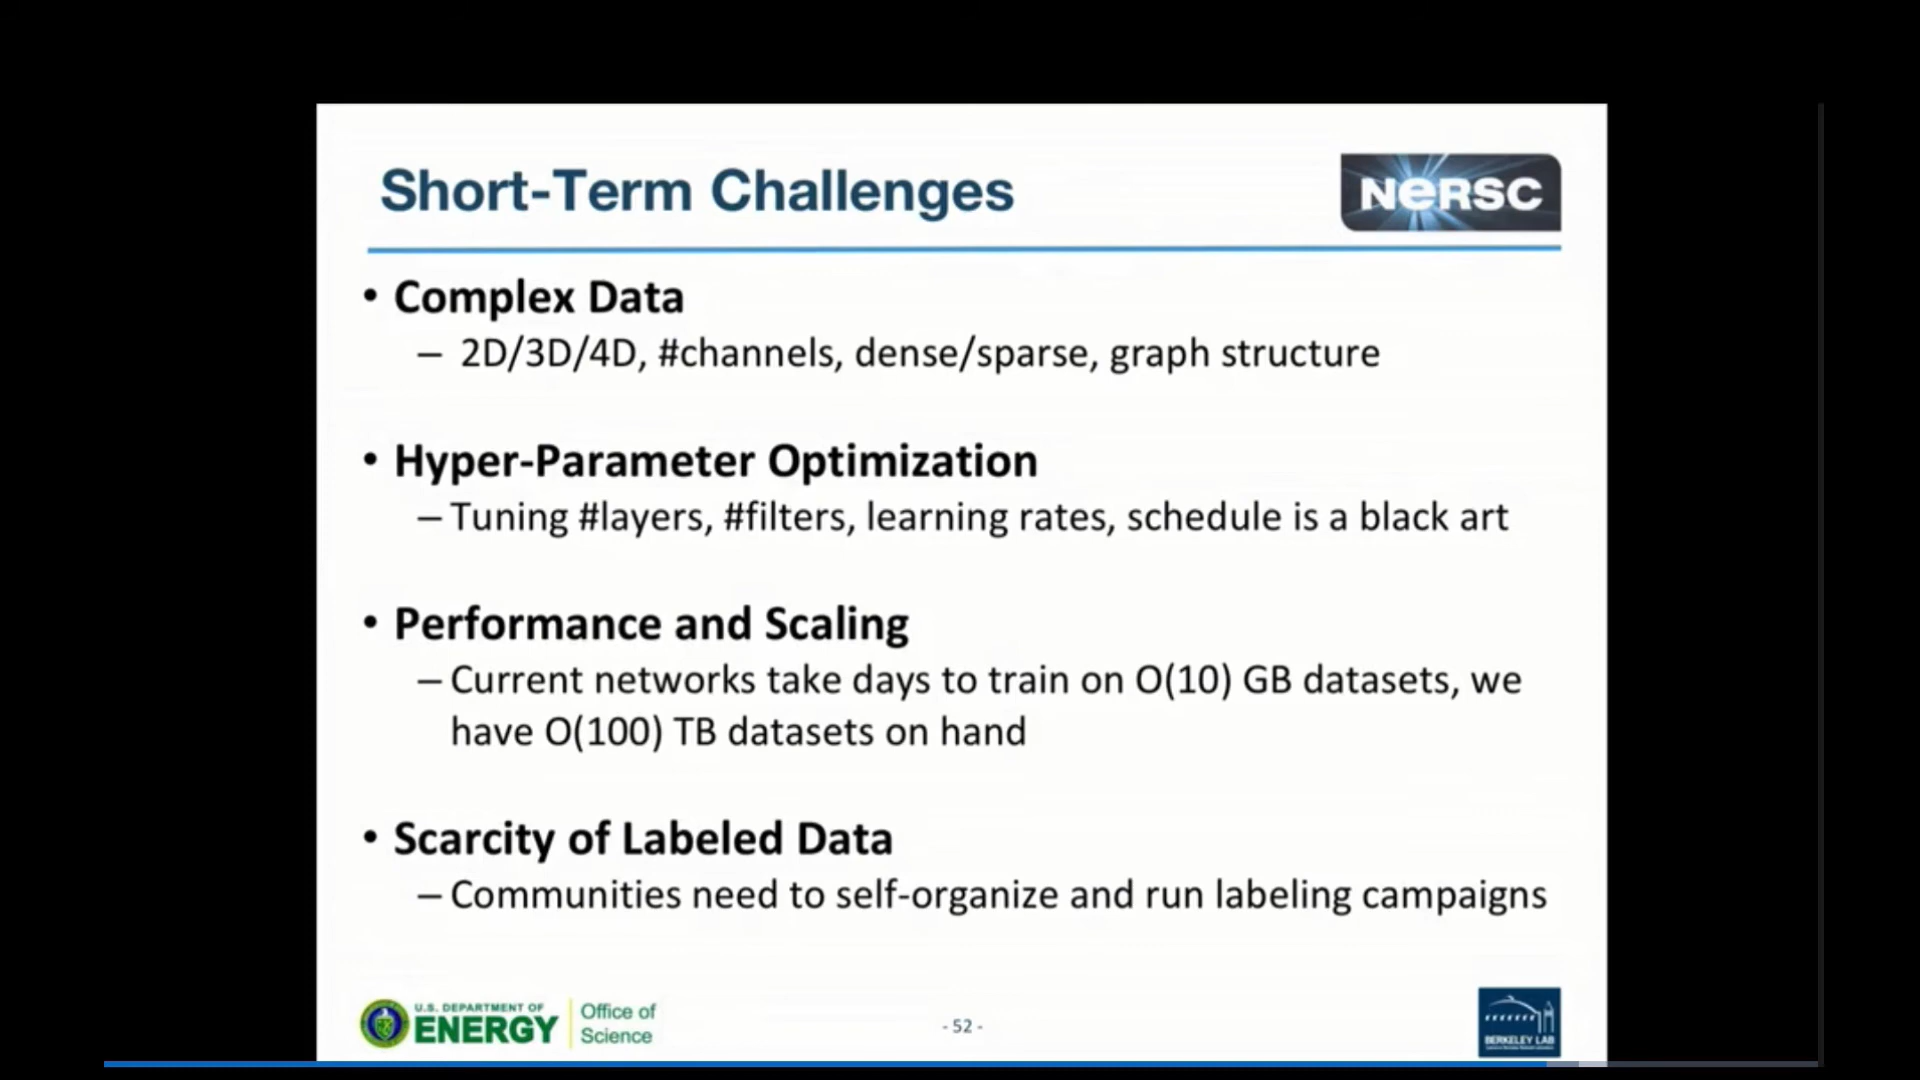 Short-Term Challenges
NERSC
• Complex Data
– 2D/3D/4D, #channels, dense/sparse, graph structure
• Hyper-Parameter Optimization
– Tuning #layers, #filters, learning rates, schedule is a black art
• Performance and Scaling
– Current networks take days to train on O(10) GB datasets, we
have O(100) TB datasets on hand
• Scarcity of Labeled Data
– Communities need to self-organize and run labeling campaigns
U.S. DEPARTMENT OF
ENERGY
Office of
Science
- 52 -
BERKELEY LAB